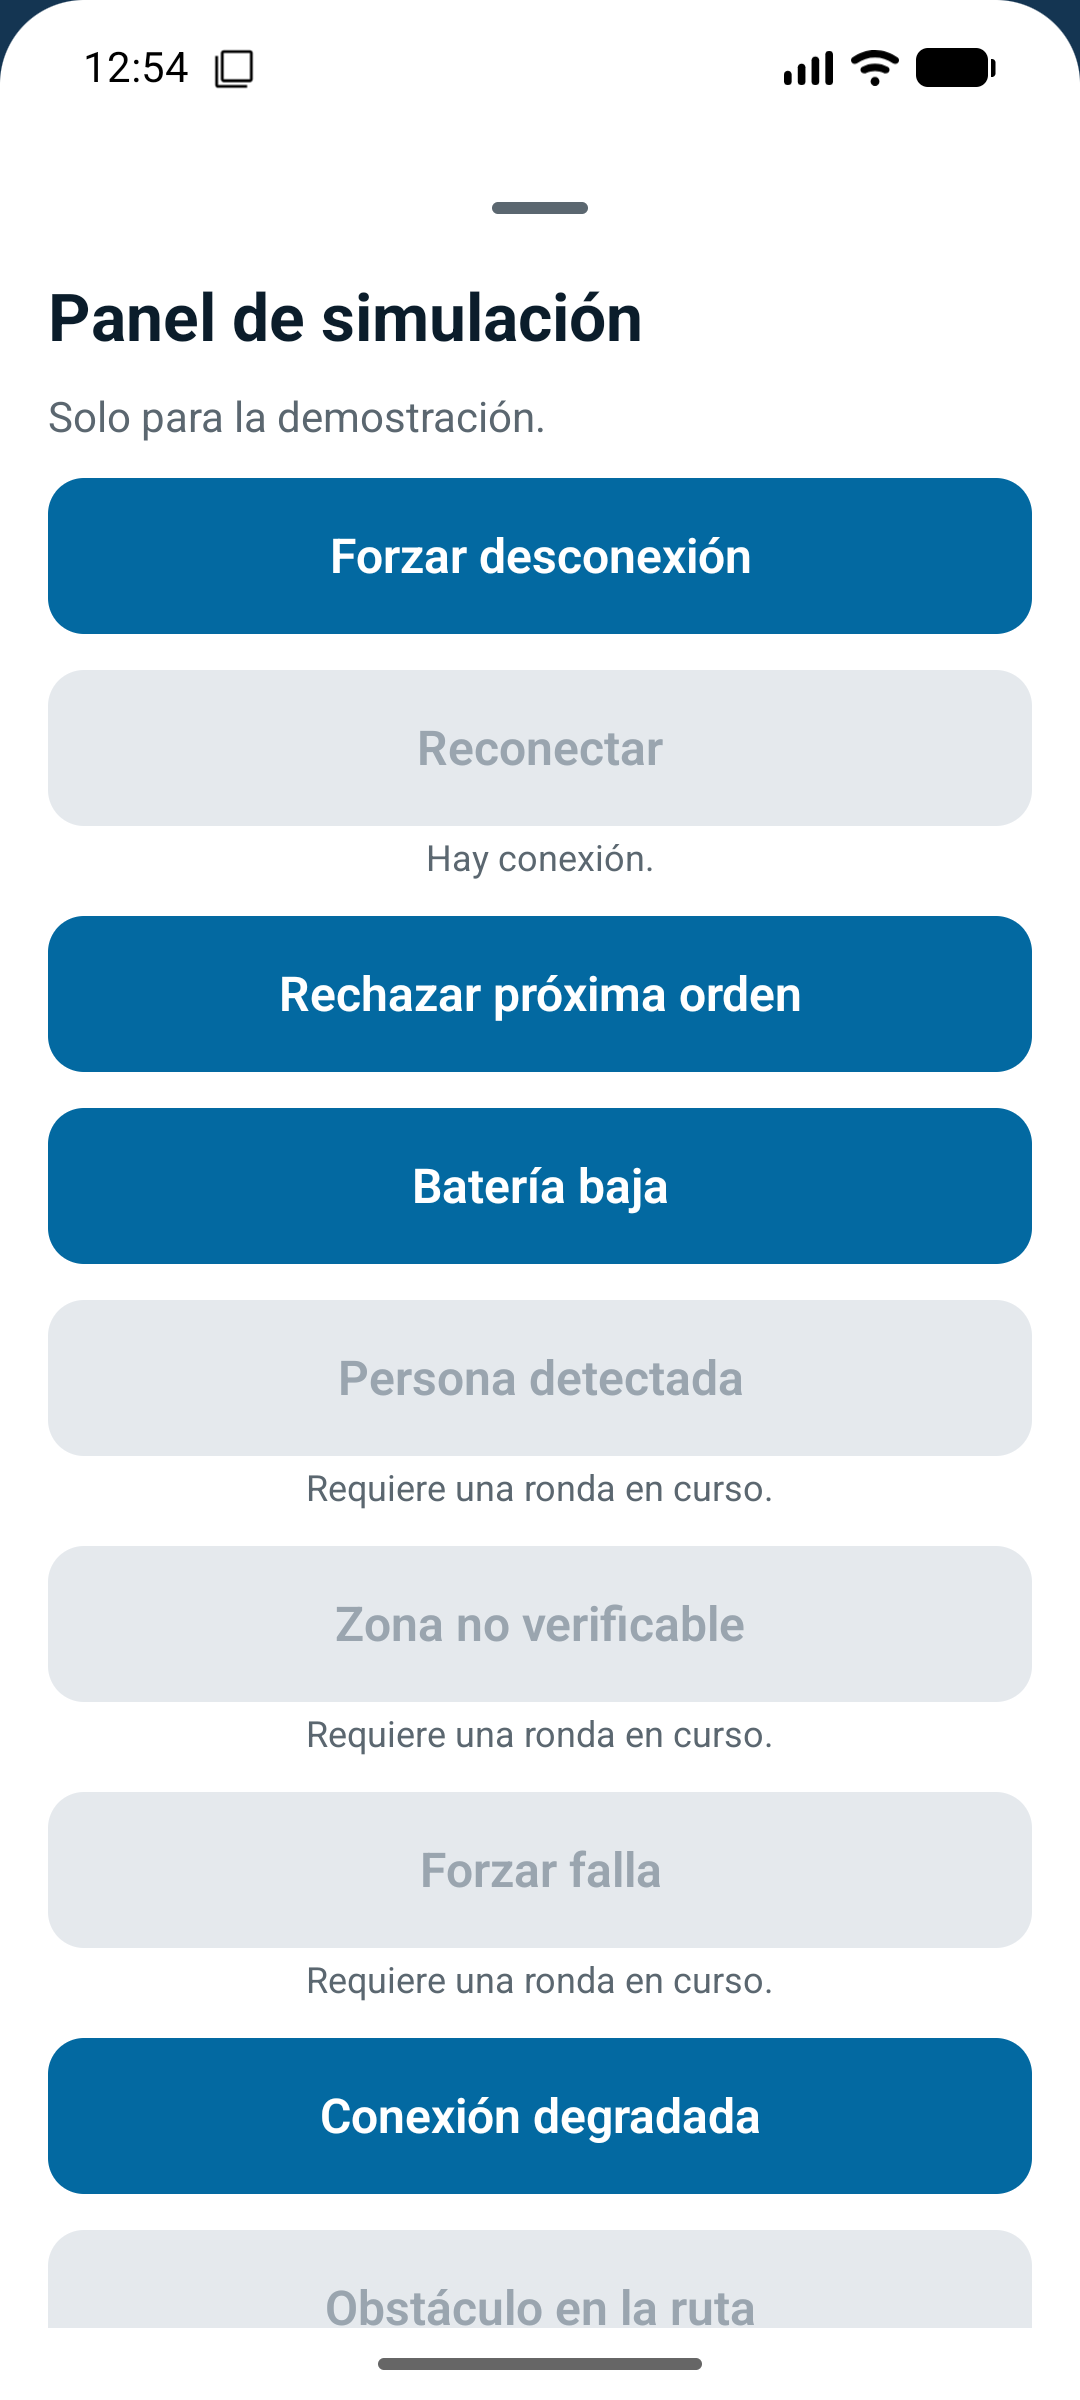 12:54
Panel de simulación
Solo para la demostración.
Forzar desconexión
Reconectar
Hay conexión.
Rechazar próxima orden
Batería baja
Persona detectada
Requiere una ronda en curso.
Zona no verificable
Requiere una ronda en curso.
Forzar falla
Requiere una ronda en curso.
Conexión degradada
Obstáculo en la ruta